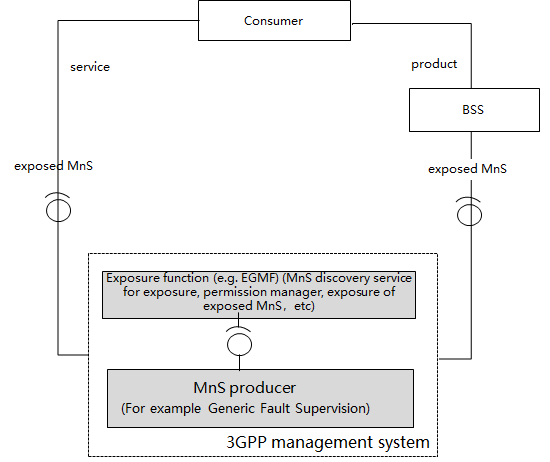 Consumer
service
product
BSS
exposed MnS
exposed MnS
Exposure function (e.g. EGMF) (MnS discovery service
for exposure, permission manager, exposure of
exposed MnS, etc)
MnS producer
(For example Generic Fault Supervision)
3GPP management system